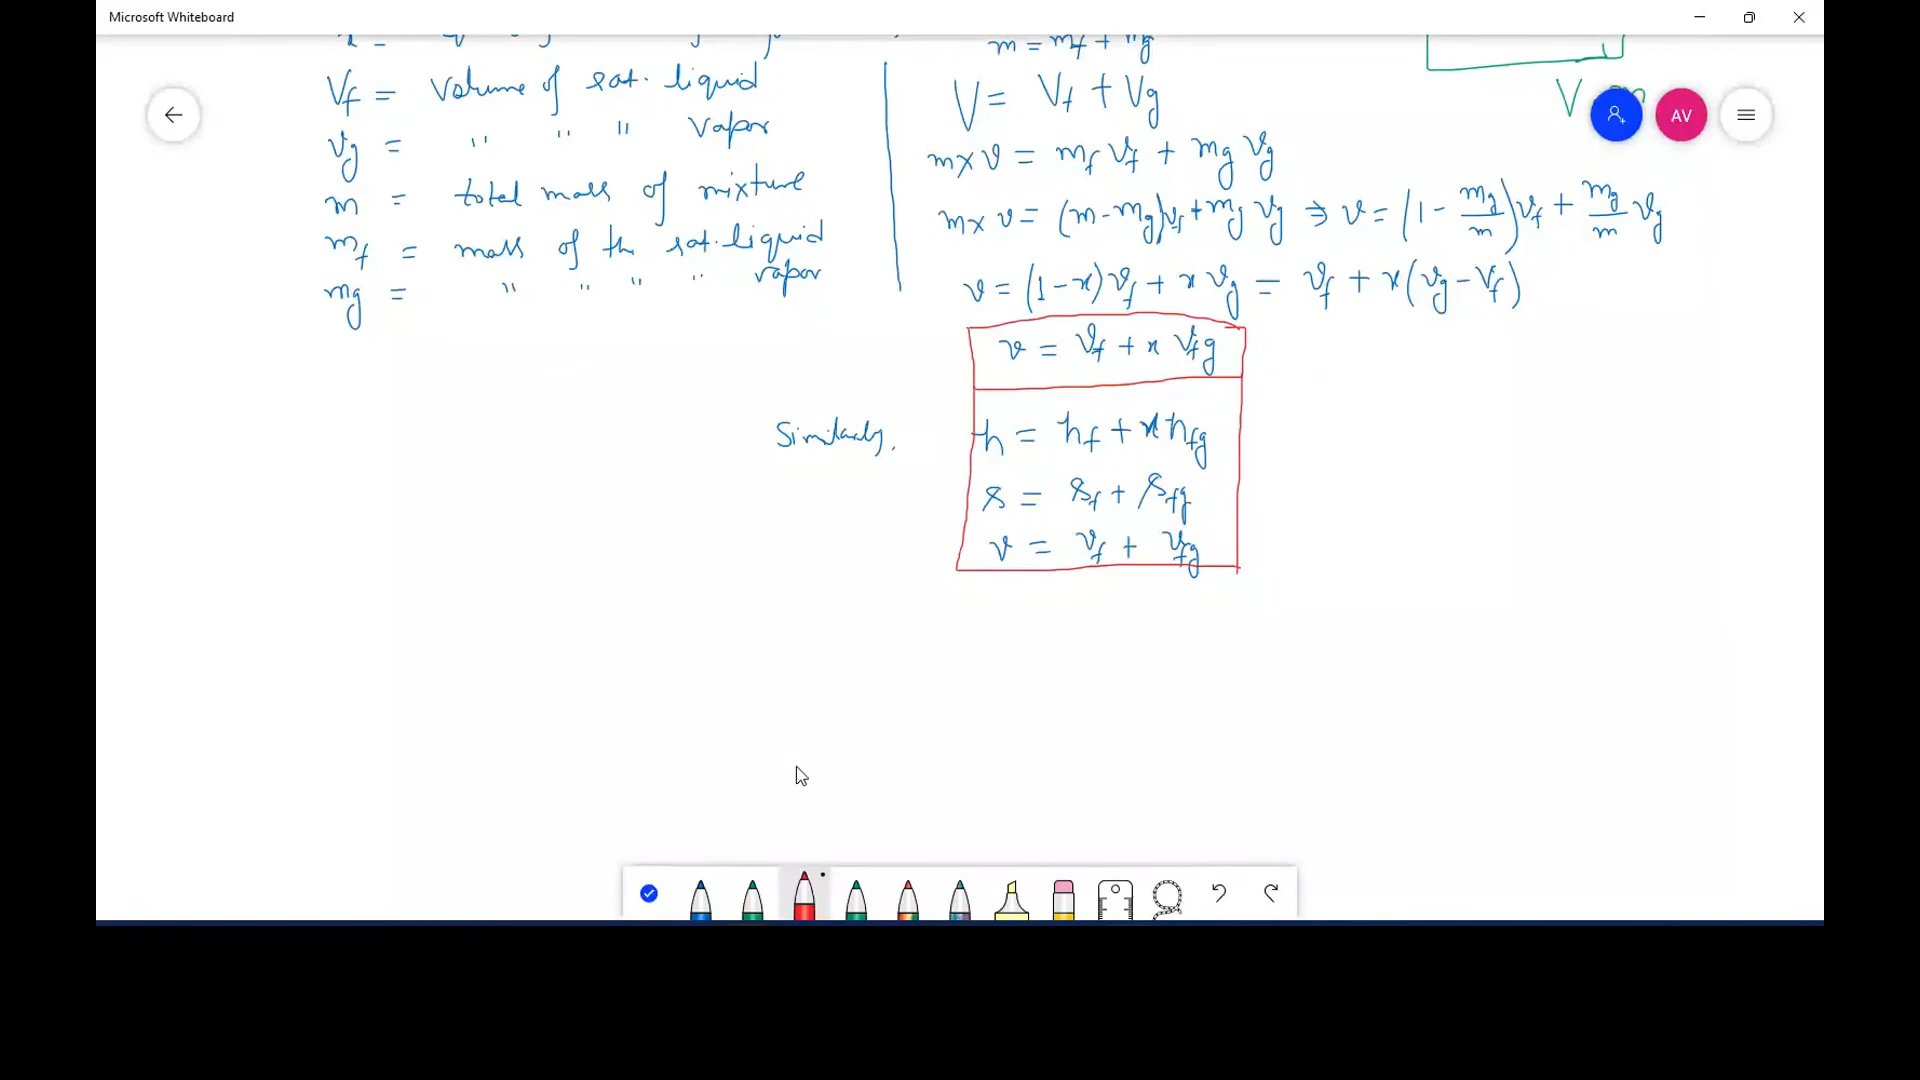 Microsoft Whiteboard
Vf = Volume of sat. liquid
Vg = " " " vapor
m = total mass of mixture
mf = mass of the sat. liquid
mg = " " " " vapor
m = mf + mg
V = Vf + Vg
m × v = mf vf + mg vg
m × v = (m - mg)vf + mg vg ⇒ v = (1 - mg/m)vf + mg/m vg
v = (1-x)vf + x vg = vf + x(vg - vf)
v = vf + x vfg
Similarly,
h = hf + x hfg
s = sf + sfg
v = vf + vfg
V
AV